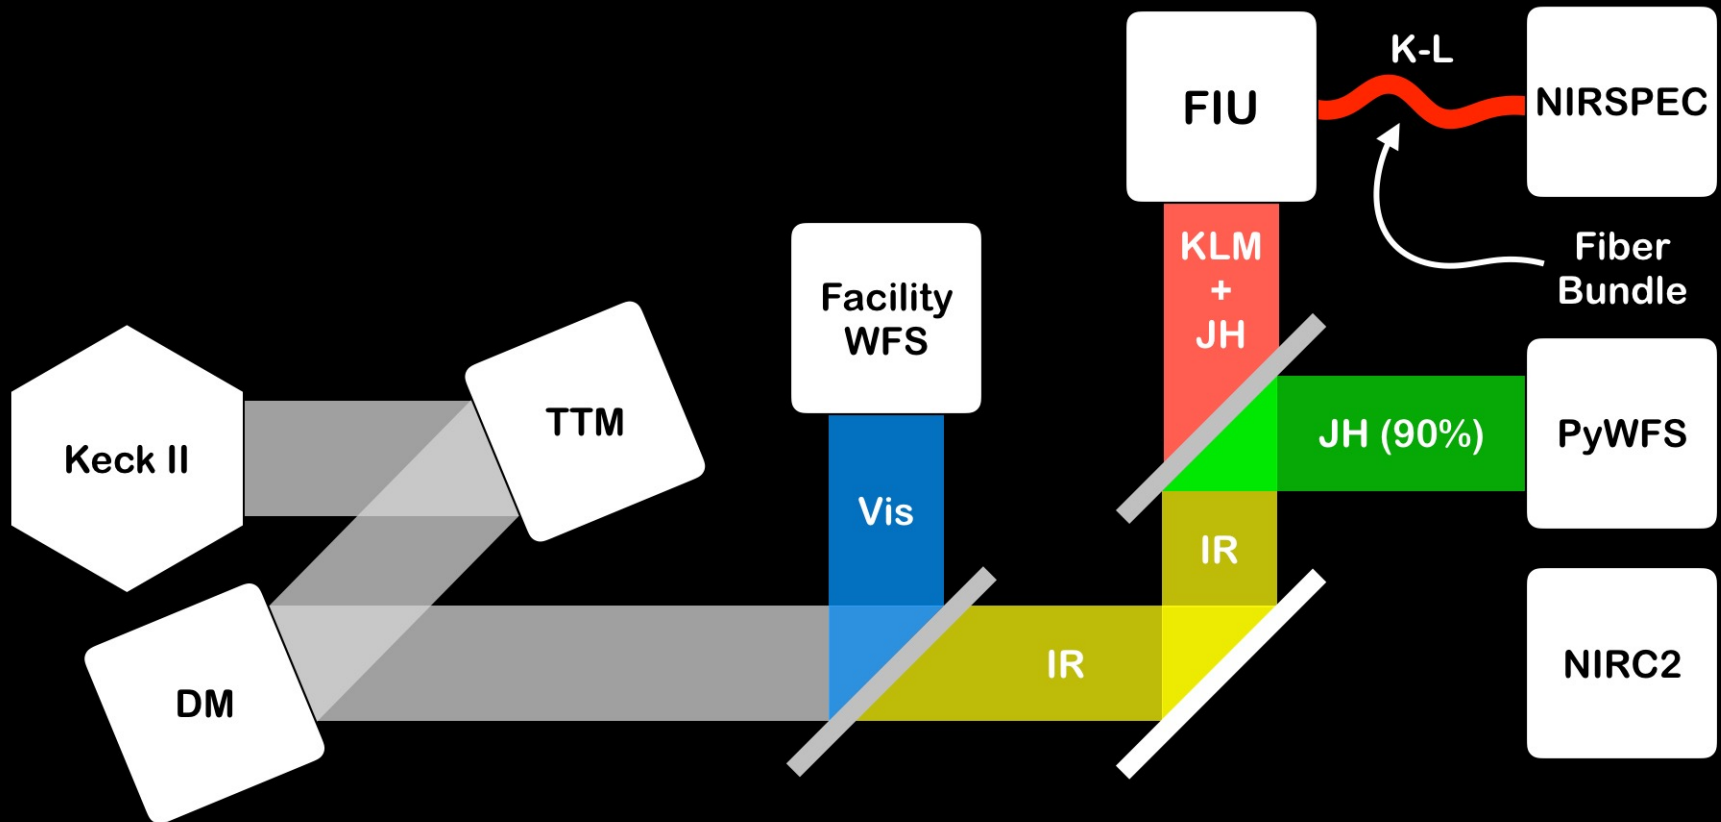 K-L
FIU
NIRSPEC
KLM
+
JH
Fiber
Bundle
Facility
WFS
Keck II
TTM
Vis
JH (90%)
PyWFS
IR
IR
DM
NIRC2